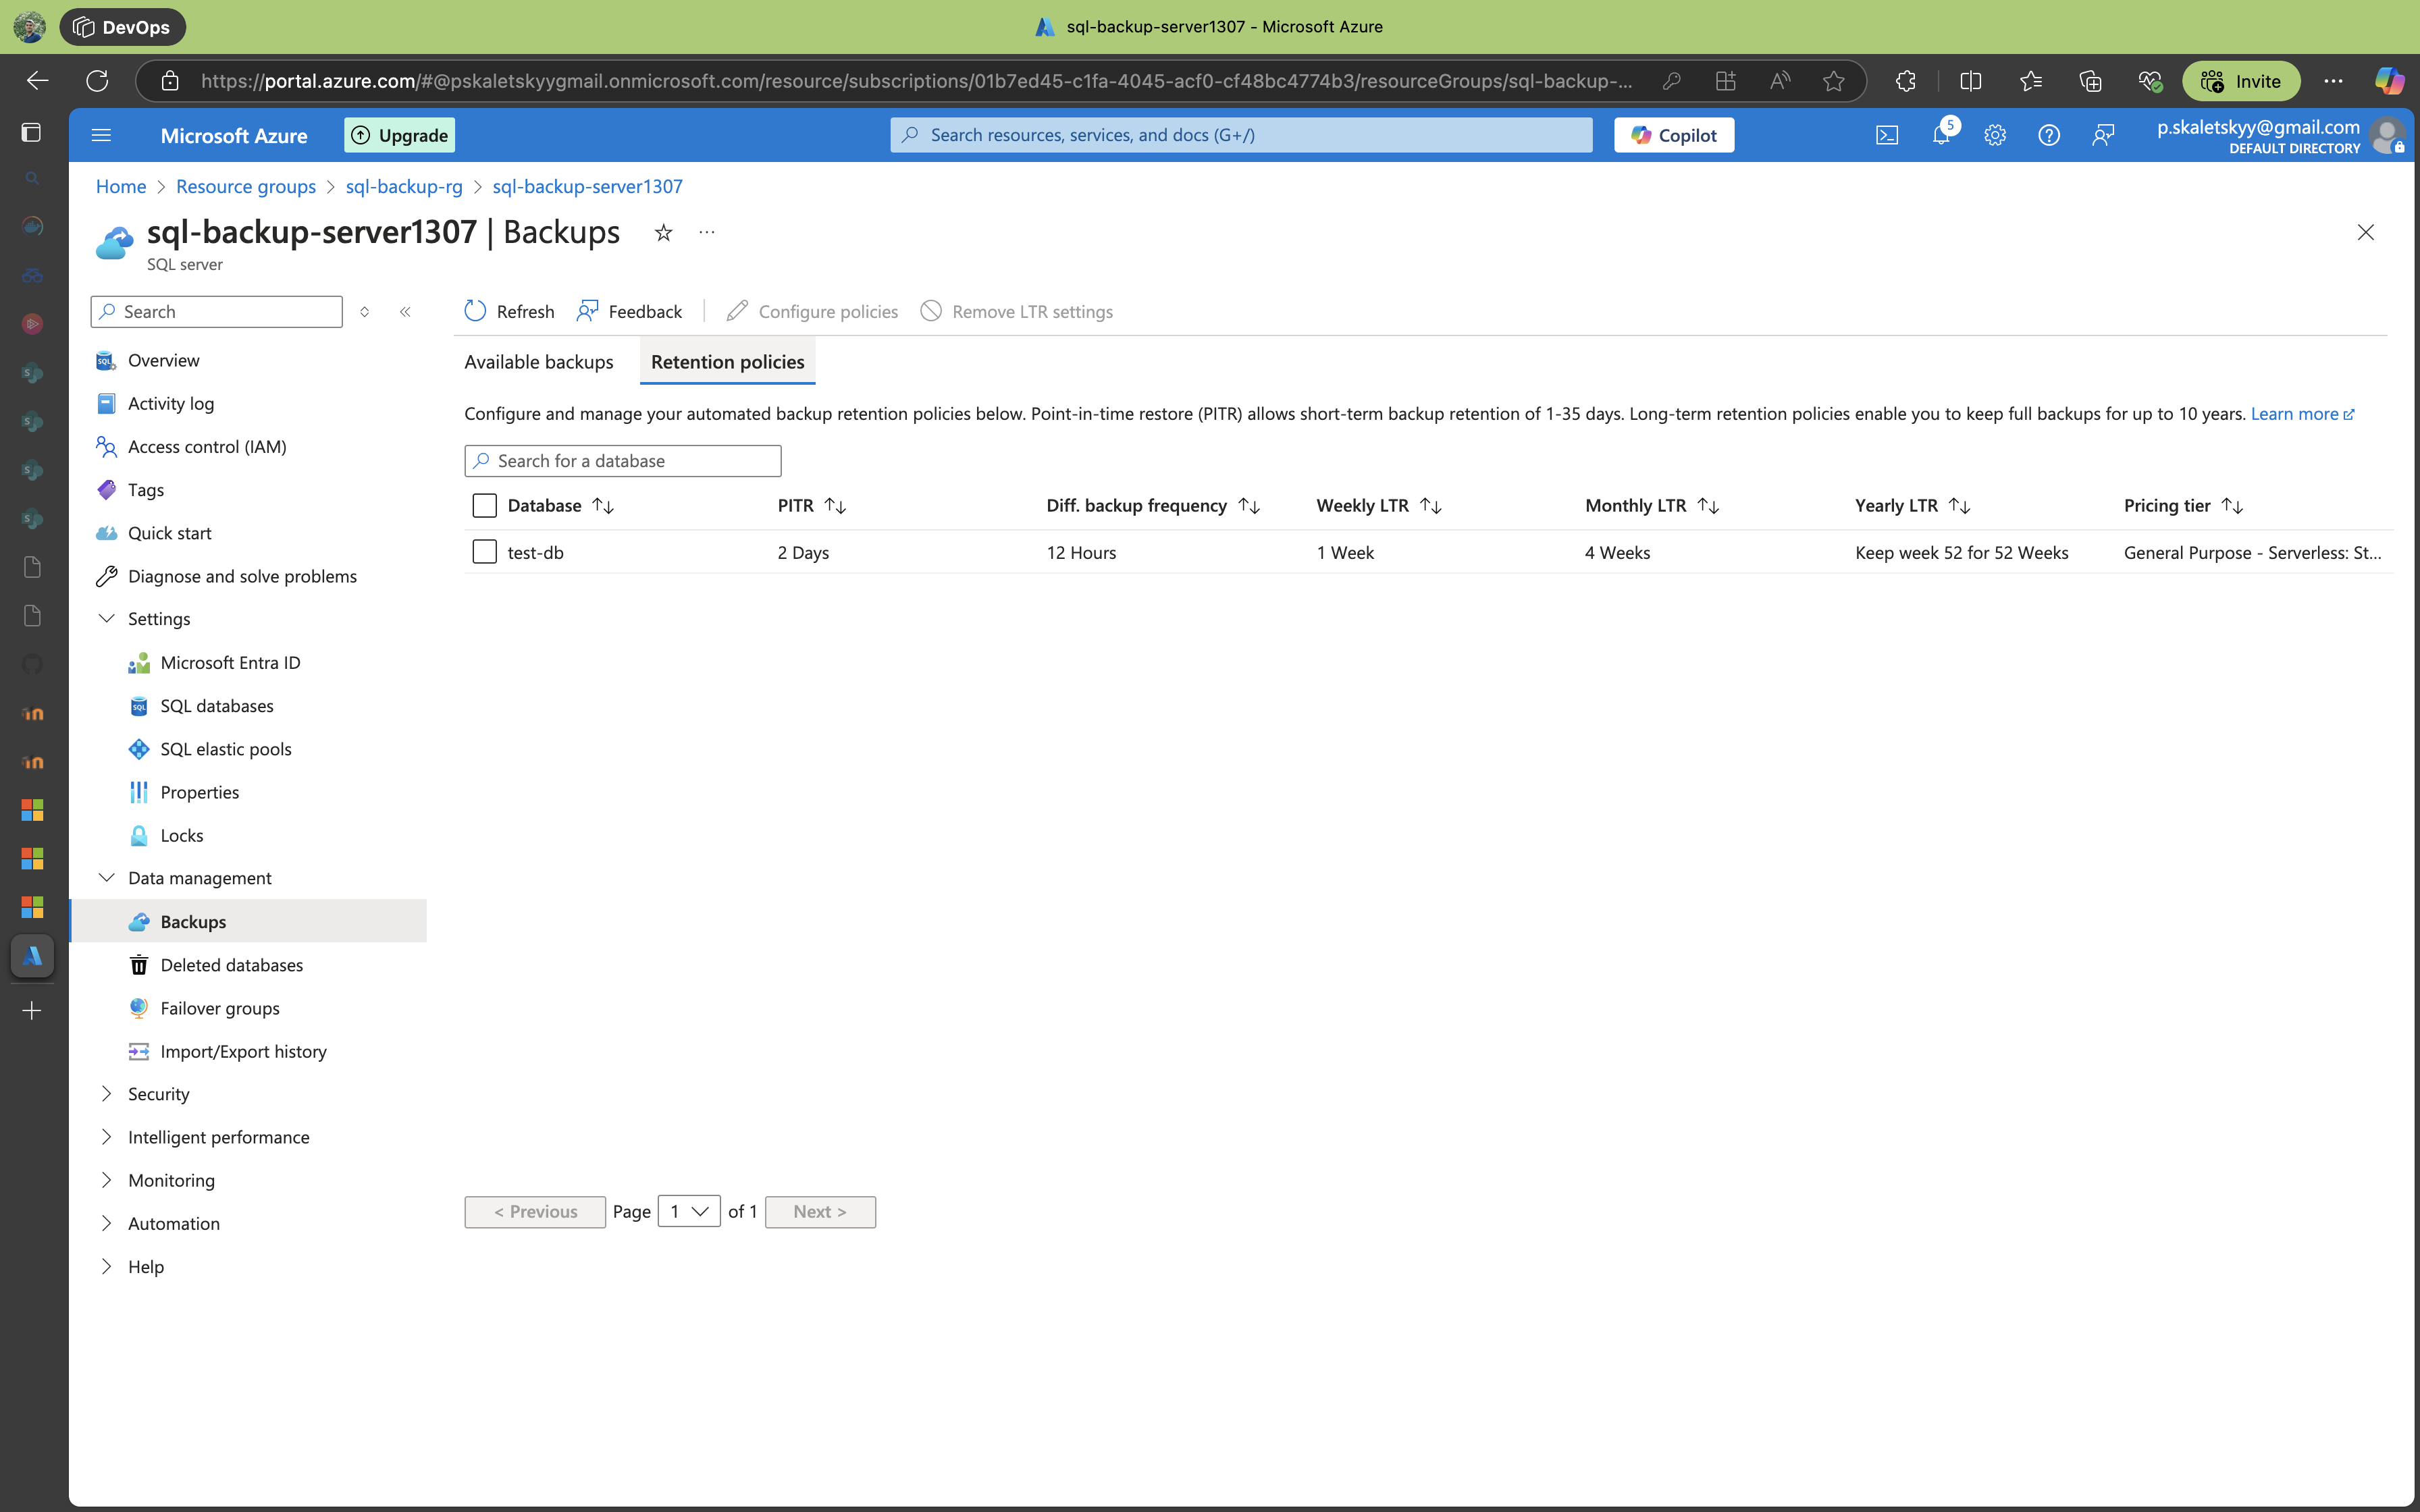 DevOps
sql-backup-server1307 - Microsoft Azure
https://portal.azure.com/#@pskaletskyygmail.onmicrosoft.com/resource/subscriptions/01b7ed45-c1fa-4045-acf0-cf48bc4774b3/resourceGroups/sql-backup-...
Invite
Microsoft Azure
Upgrade
Search resources, services, and docs (G+/)
Copilot
5
p.skaletskyy@gmail.com
DEFAULT DIRECTORY
Home > Resource groups > sql-backup-rg > sql-backup-server1307
sql-backup-server1307 | Backups
SQL server
Search
Refresh
Feedback
Configure policies
Remove LTR settings
Overview
Activity log
Access control (IAM)
Tags
Quick start
Diagnose and solve problems
Settings
Microsoft Entra ID
SQL databases
SQL elastic pools
Properties
Locks
Data management
Backups
Deleted databases
Failover groups
Import/Export history
Security
Intelligent performance
Monitoring
Automation
Help
Available backups
Retention policies
Configure and manage your automated backup retention policies below. Point-in-time restore (PITR) allows short-term backup retention of 1-35 days. Long-term retention policies enable you to keep full backups for up to 10 years. Learn more
Search for a database
Database PITR Diff. backup frequency Weekly LTR Monthly LTR Yearly LTR Pricing tier
test-db 2 Days 12 Hours 1 Week 4 Weeks Keep week 52 for 52 Weeks General Purpose - Serverless: St...
< Previous Page 1 of 1 Next >